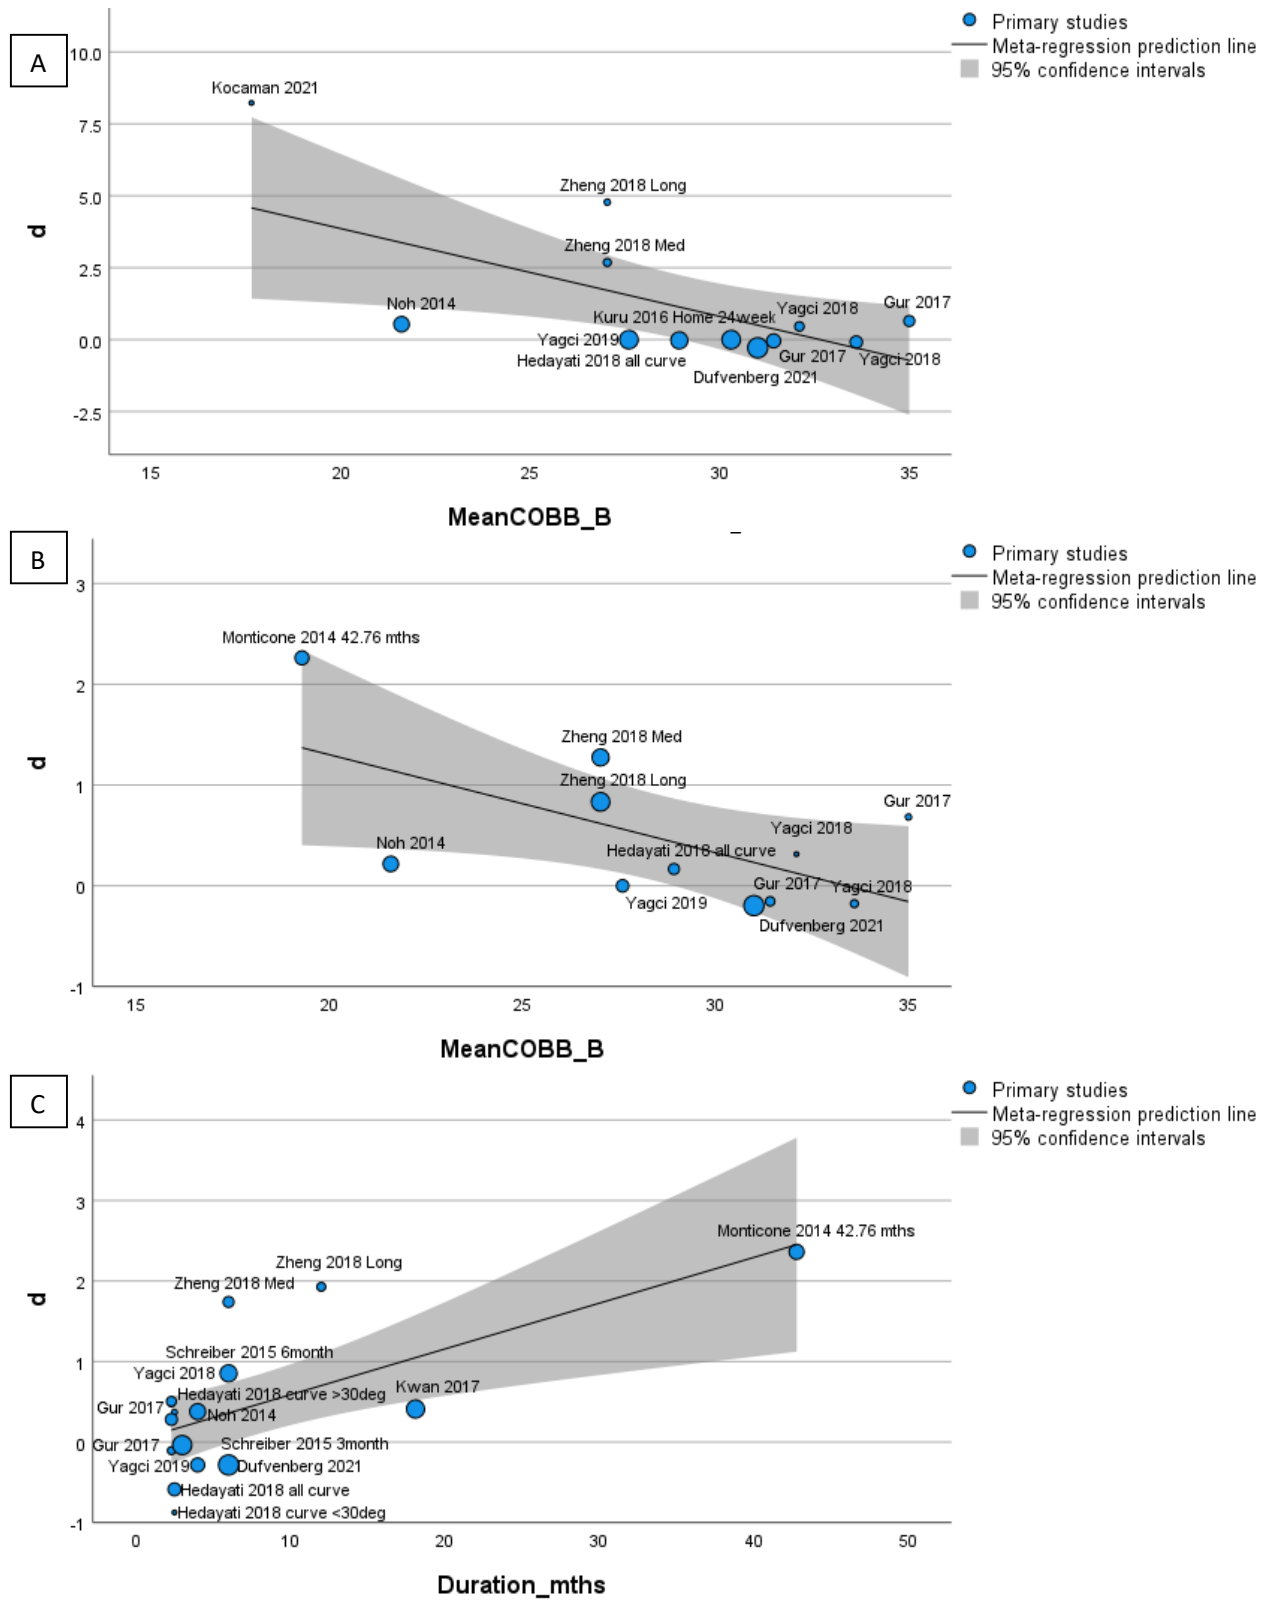 A
Primary studies
Meta-regression prediction line
95% confidence intervals
10.0
7.5
5.0
2.5
0.0
-2.5
d
Kocaman 2021
Zheng 2018 Long
Zheng 2018 Med
Noh 2014
Gur 2017
Yagci 2018
Kuru 2016 Home 24week
Yagci 2019
Gur 2017
Yagci 2018
Hedayati 2018 all curve
Dufvenberg 2021
15 20 25 30 35
MeanCOBB_B
B
Primary studies
Meta-regression prediction line
95% confidence intervals
3
2
1
0
-1
d
Monticone 2014 42.76 mths
Zheng 2018 Med
Zheng 2018 Long
Gur 2017
Yagci 2018
Noh 2014
Hedayati 2018 all curve
Gur 2017
Yagci 2018
Yagci 2019
Dufvenberg 2021
15 20 25 30 35
MeanCOBB_B
C
Primary studies
Meta-regression prediction line
95% confidence intervals
4
3
2
1
0
-1
d
Monticone 2014 42.76 mths
Zheng 2018 Long
Zheng 2018 Med
Schreiber 2015 6month
Yagci 2018
Kwan 2017
Hedayati 2018 curve >30deg
Gur 2017
Noh 2014
Gur 2017
Schreiber 2015 3month
Yagci 2019
Dufvenberg 2021
Hedayati 2018 all curve
Hedayati 2018 curve <30deg
0 10 20 30 40 50
Duration_mths